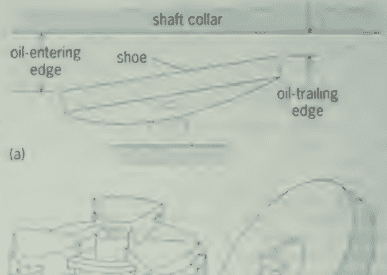 shaft collar
oil-entering
edge
shoe
oil-trailing
edge
(a)